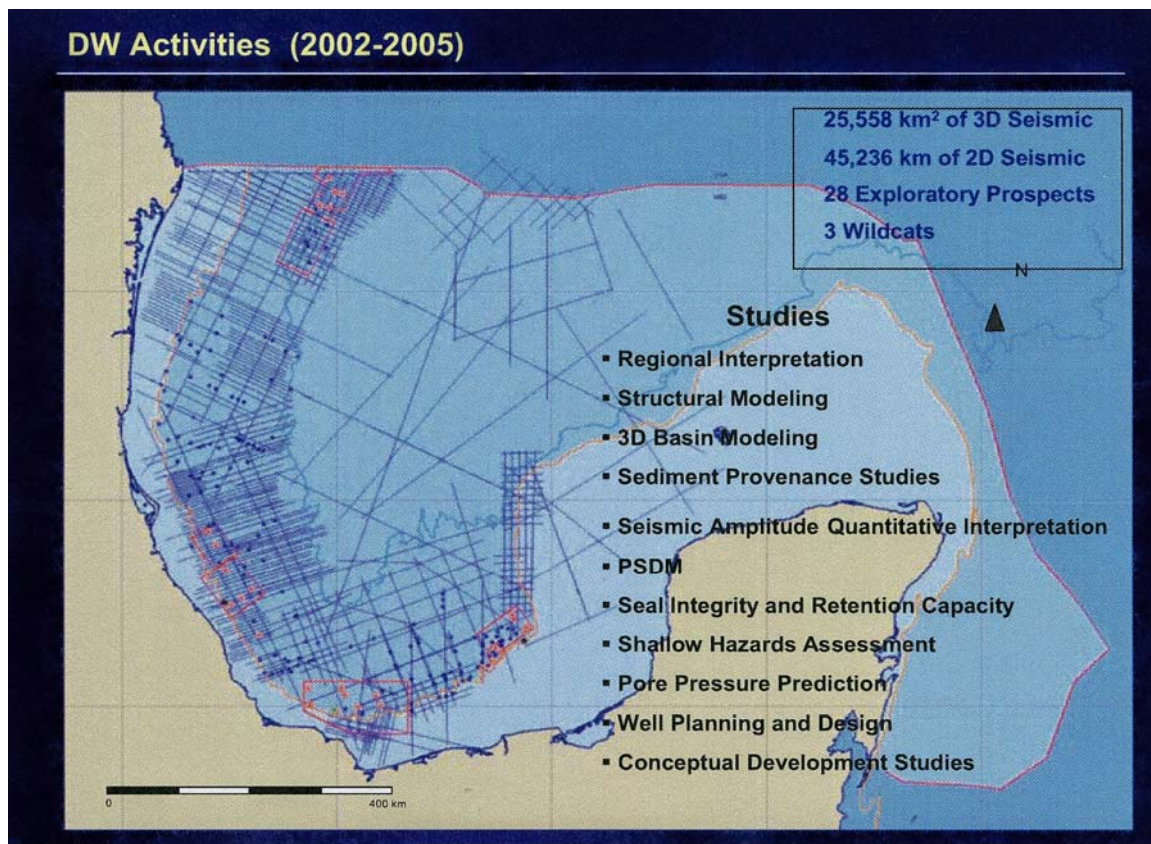 DW Activities (2002-2005)
25,558 km² of 3D Seismic
45,236 km of 2D Seismic
28 Exploratory Prospects
3 Wildcats
N
Studies
▪ Regional Interpretation
▪ Structural Modeling
▪ 3D Basin Modeling
▪ Sediment Provenance Studies
▪ Seismic Amplitude Quantitative Interpretation
▪ PSDM
▪ Seal Integrity and Retention Capacity
▪ Shallow Hazards Assessment
▪ Pore Pressure Prediction
▪ Well Planning and Design
▪ Conceptual Development Studies
0 400 km